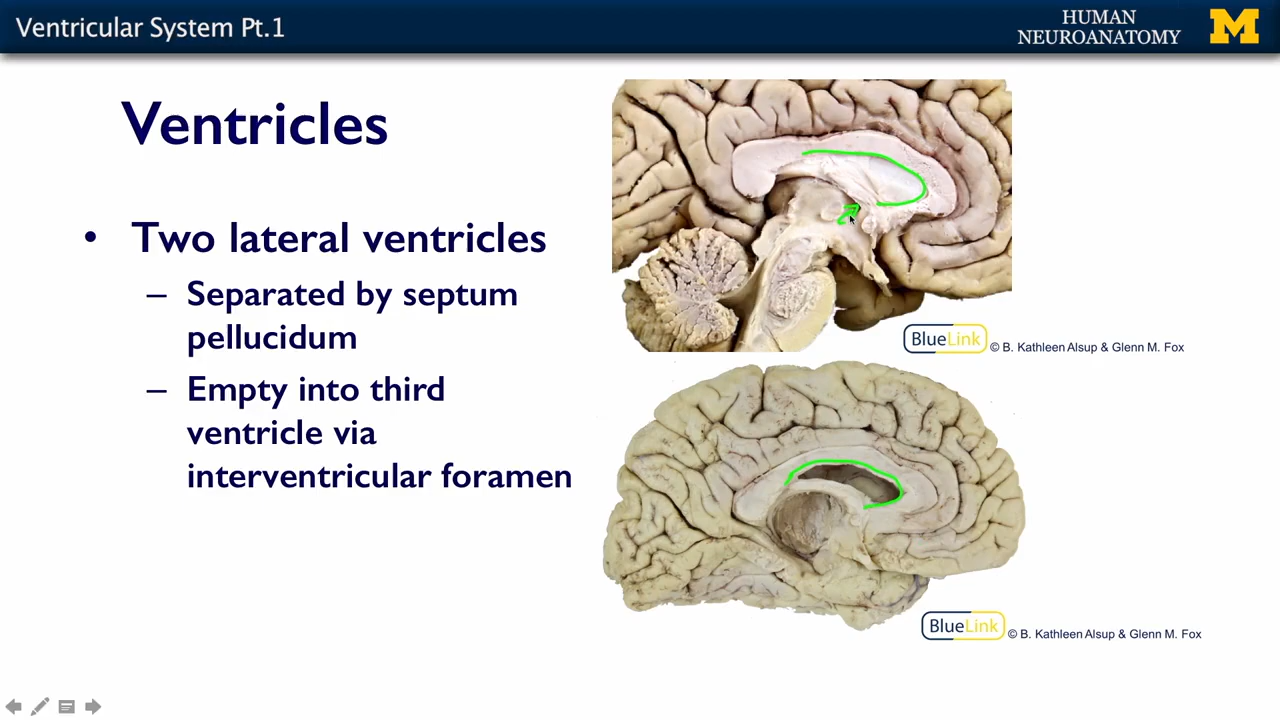 Ventricular System Pt.1
HUMAN
NEUROANATOMY
M
Ventricles
• Two lateral ventricles
– Separated by septum
pellucidum
– Empty into third
ventricle via
interventricular foramen
BlueLink © B. Kathleen Alsup & Glenn M. Fox
BlueLink © B. Kathleen Alsup & Glenn M. Fox